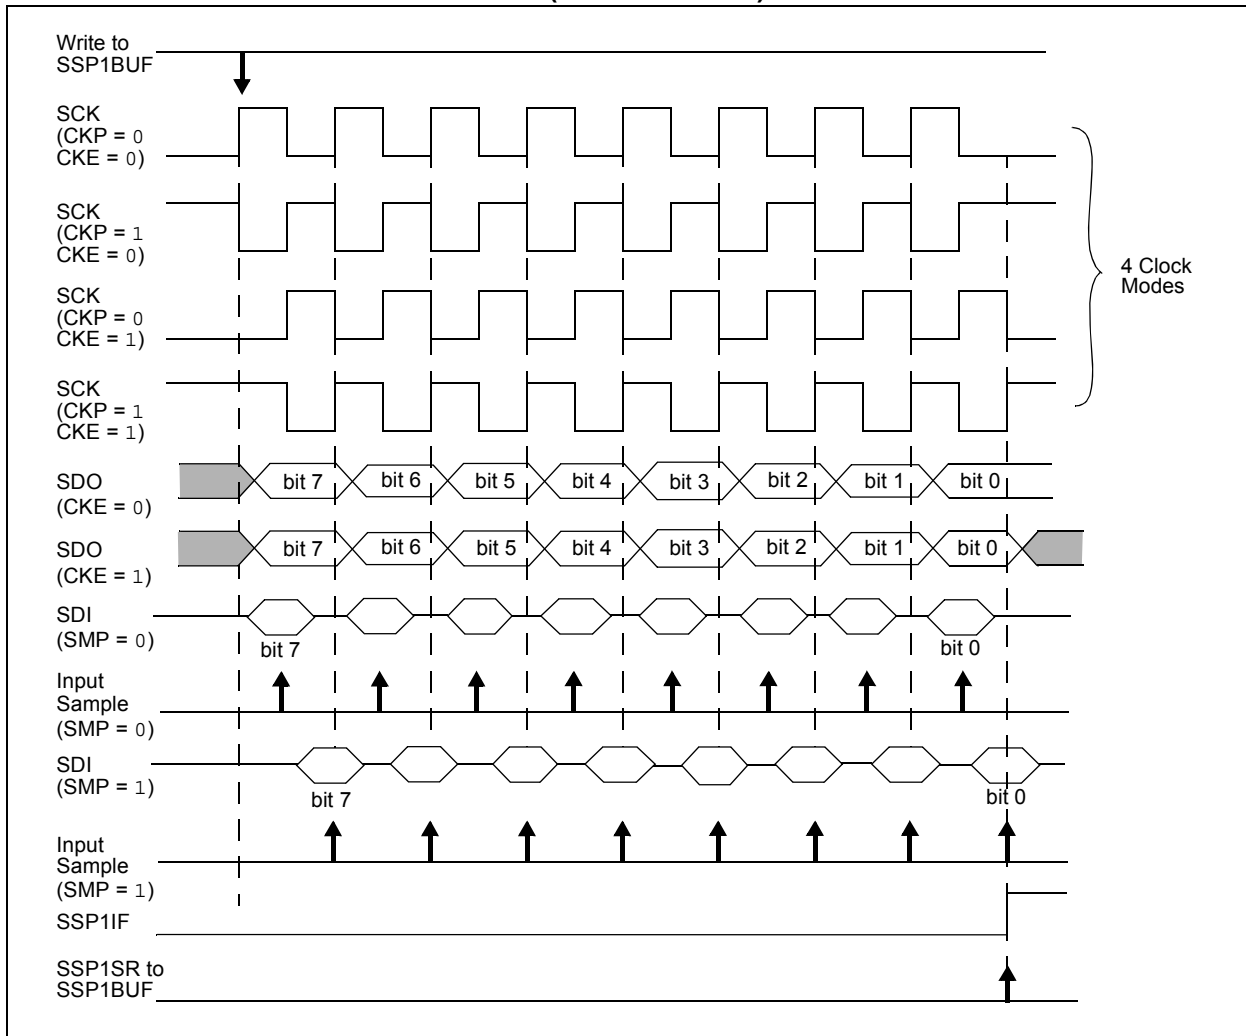 Write to
SSP1BUF
SCK
(CKP = 0
CKE = 0)
SCK
(CKP = 1
CKE = 0)
SCK
(CKP = 0
CKE = 1)
SCK
(CKP = 1
CKE = 1)
4 Clock
Modes
SDO
(CKE = 0)
bit 7 bit 6 bit 5 bit 4 bit 3 bit 2 bit 1 bit 0
SDO
(CKE = 1)
bit 7 bit 6 bit 5 bit 4 bit 3 bit 2 bit 1 bit 0
SDI
(SMP = 0)
bit 7 bit 0
Input
Sample
(SMP = 0)
SDI
(SMP = 1)
bit 7 bit 0
Input
Sample
(SMP = 1)
SSP1IF
SSP1SR to
SSP1BUF